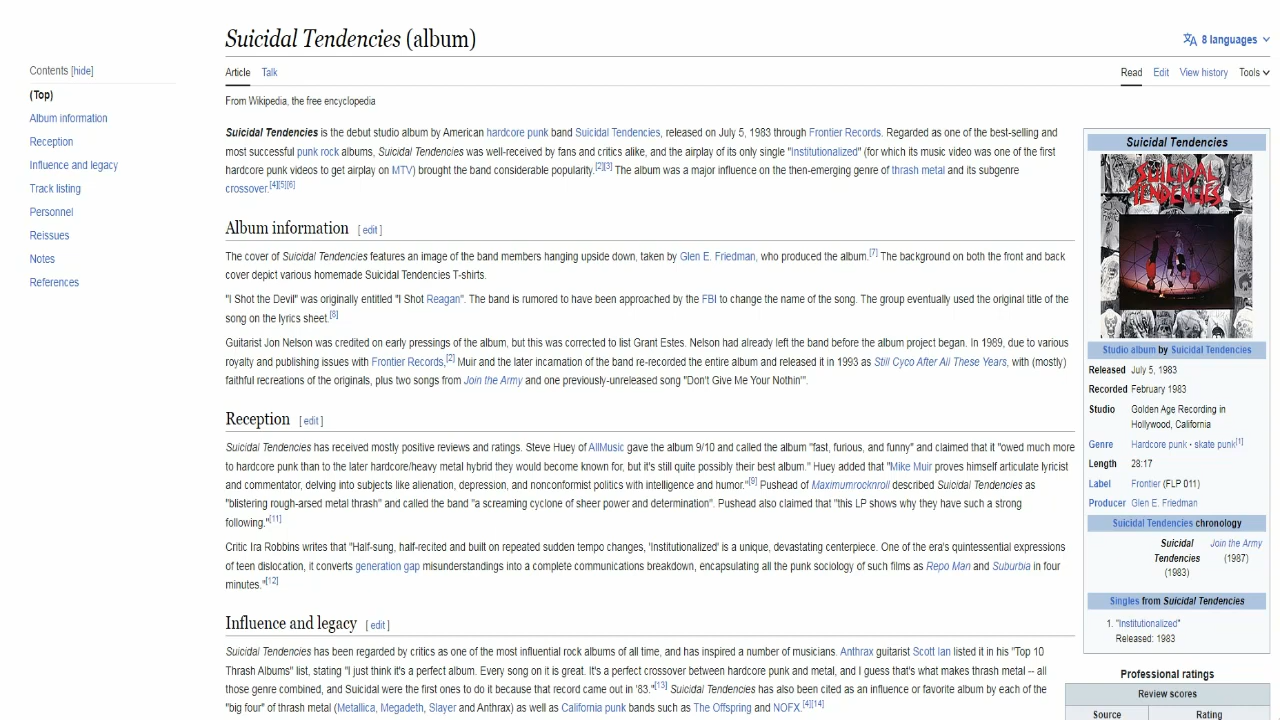 Suicidal Tendencies (album)
8 languages
Contents [hide]
(Top)
Album information
Reception
Influence and legacy
Track listing
Personnel
Reissues
Notes
References
Article Talk
Read Edit View history Tools
From Wikipedia, the free encyclopedia
Suicidal Tendencies is the debut studio album by American hardcore punk band Suicidal Tendencies, released on July 5, 1983 through Frontier Records. Regarded as one of the best-selling and
most successful punk rock albums, Suicidal Tendencies was well-received by fans and critics alike, and the airplay of its only single "Institutionalized" (for which its music video was one of the first
hardcore punk videos to get airplay on MTV) brought the band considerable popularity.[2][3] The album was a major influence on the then-emerging genre of thrash metal and its subgenre
crossover.[4][5][6]
Album information [ edit ]
The cover of Suicidal Tendencies features an image of the band members hanging upside down, taken by Glen E. Friedman, who produced the album.[7] The background on both the front and back
cover depict various homemade Suicidal Tendencies T-shirts.
"I Shot the Devil" was originally entitled "I Shot Reagan". The band is rumored to have been approached by the FBI to change the name of the song. The group eventually used the original title of the
song on the lyrics sheet.[8]
Guitarist Jon Nelson was credited on early pressings of the album, but this was corrected to list Grant Estes. Nelson had already left the band before the album project began. In 1989, due to various
royalty and publishing issues with Frontier Records,[2] Muir and the later incarnation of the band re-recorded the entire album and released it in 1993 as Still Cyco After All These Years, with (mostly)
faithful recreations of the originals, plus two songs from Join the Army and one previously-unreleased song "Don't Give Me Your Nothin'".
Reception [ edit ]
Suicidal Tendencies has received mostly positive reviews and ratings. Steve Huey of AllMusic gave the album 9/10 and called the album "fast, furious, and funny" and claimed that it "owed much more
to hardcore punk than to the later hardcore/heavy metal hybrid they would become known for, but it's still quite possibly their best album." Huey added that "Mike Muir proves himself articulate lyricist
and commentator, delving into subjects like alienation, depression, and nonconformist politics with intelligence and humor."[9] Pushead of Maximumrocknroll described Suicidal Tendencies as
"blistering rough-arsed metal thrash" and called the band "a screaming cyclone of sheer power and determination". Pushead also claimed that "this LP shows why they have such a strong
following."[11]
Critic Ira Robbins writes that "Half-sung, half-recited and built on repeated sudden tempo changes, 'Institutionalized' is a unique, devastating centerpiece. One of the era's quintessential expressions
of teen dislocation, it converts generation gap misunderstandings into a complete communications breakdown, encapsulating all the punk sociology of such films as Repo Man and Suburbia in four
minutes."[12]
Influence and legacy [ edit ]
Suicidal Tendencies has been regarded by critics as one of the most influential rock albums of all time, and has inspired a number of musicians. Anthrax guitarist Scott Ian listed it in his "Top 10
Thrash Albums" list, stating "I just think it's a perfect album. Every song on it is great. It's a perfect crossover between hardcore punk and metal, and I guess that's what makes thrash metal -- all
those genre combined, and Suicidal were the first ones to do it because that record came out in '83."[13] Suicidal Tendencies has also been cited as an influence or favorite album by each of the
"big four" of thrash metal (Metallica, Megadeth, Slayer and Anthrax) as well as California punk bands such as The Offspring and NOFX.[4][14]
Suicidal Tendencies
SUICIDAL
TENDENCIES
Studio album by Suicidal Tendencies
Released July 5, 1983
Recorded February 1983
Studio Golden Age Recording in
Hollywood, California
Genre Hardcore punk · skate punk[1]
Length 28:17
Label Frontier (FLP 011)
Producer Glen E. Friedman
Suicidal Tendencies chronology
Suicidal Join the Army
Tendencies (1987)
(1983)
Singles from Suicidal Tendencies
1. "Institutionalized"
Released: 1983
Professional ratings
Review scores
Source Rating